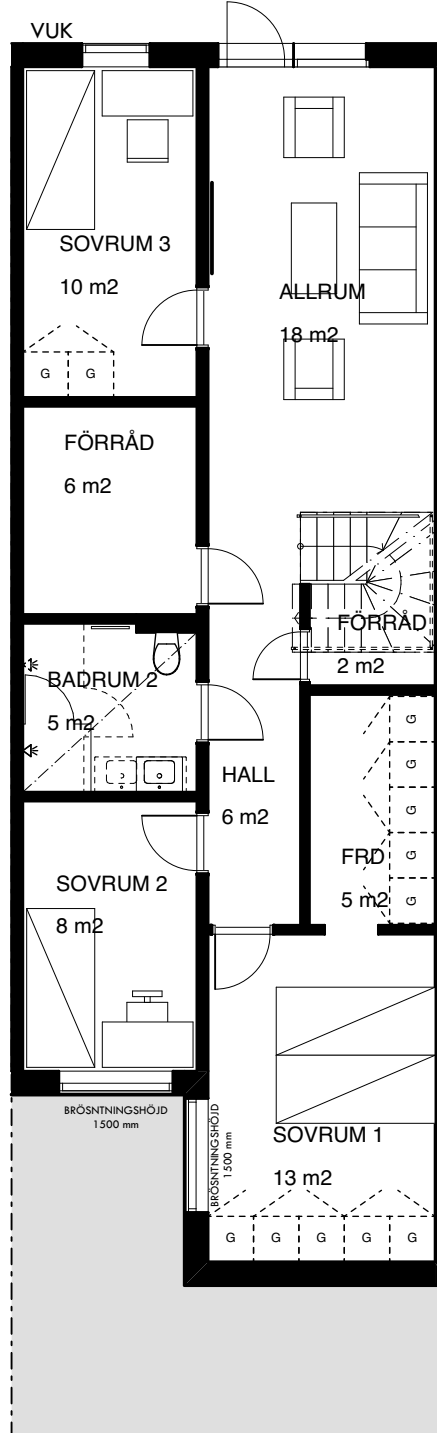 VUK
SOVRUM 3
10 m2
ALLRUM
18 m2
G G
FÖRRÅD
6 m2
FÖRRÅD
2 m2
BADRUM 2
5 m2
G
G
G
G
G
HALL
6 m2
FRD
5 m2
SOVRUM 2
8 m2
BRÖSNTNINGSHÖJD
1500 mm
BRÖSNTNINGSHÖJD
1500 mm
SOVRUM 1
13 m2
G G G G G